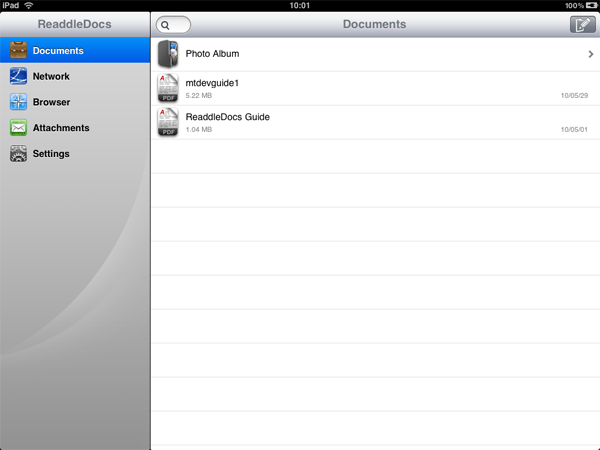 iPad 10:01 100%
ReaddleDocs
Documents
Network
Browser
Attachments
Settings
Documents
Photo Album
mtdevguide1
5.22 MB 10/05/29
PDF
ReaddleDocs Guide
1.04 MB 10/05/01
PDF